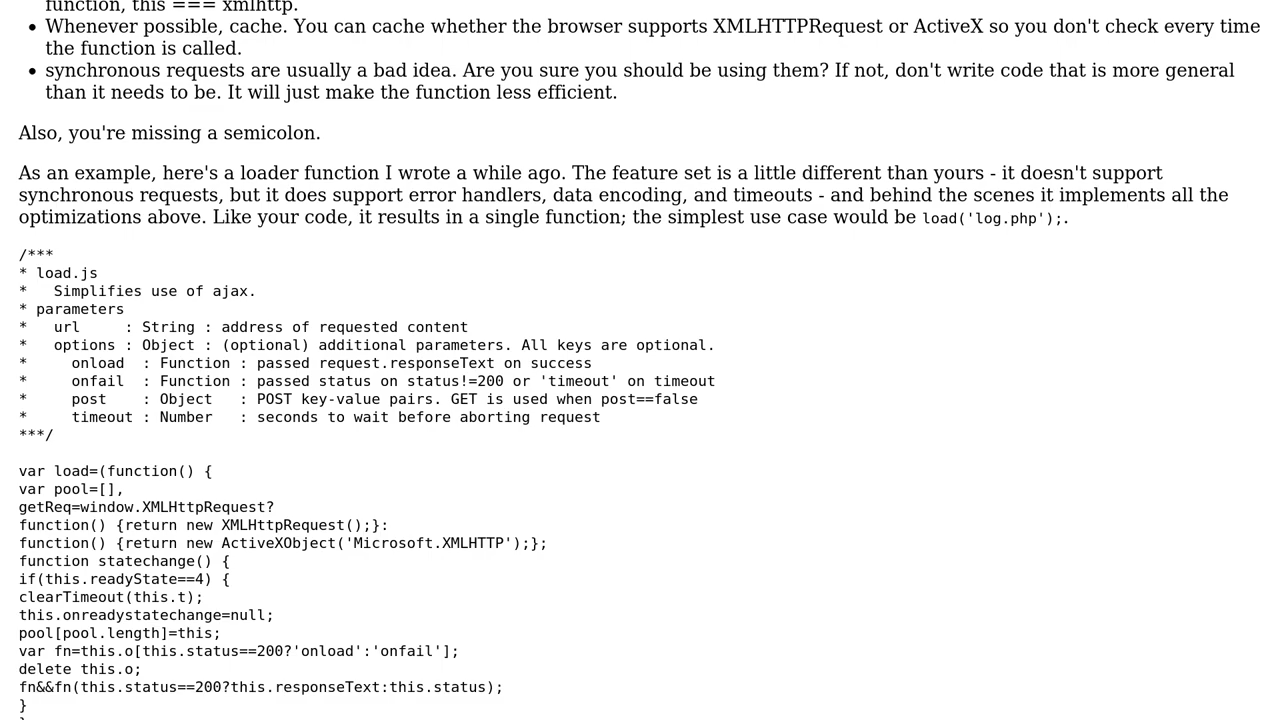 function, this === xmlhttp.
• Whenever possible, cache. You can cache whether the browser supports XMLHTTPRequest or ActiveX so you don't check every time
the function is called.
• synchronous requests are usually a bad idea. Are you sure you should be using them? If not, don't write code that is more general
than it needs to be. It will just make the function less efficient.
Also, you're missing a semicolon.
As an example, here's a loader function I wrote a while ago. The feature set is a little different than yours - it doesn't support
synchronous requests, but it does support error handlers, data encoding, and timeouts - and behind the scenes it implements all the
optimizations above. Like your code, it results in a single function; the simplest use case would be load('log.php');.
/***
* load.js
*   Simplifies use of ajax.
* parameters
*   url     : String : address of requested content
*   options : Object : (optional) additional parameters. All keys are optional.
*     onload  : Function : passed request.responseText on success
*     onfail  : Function : passed status on status!=200 or 'timeout' on timeout
*     post    : Object   : POST key-value pairs. GET is used when post==false
*     timeout : Number   : seconds to wait before aborting request
***/
var load=(function() {
var pool=[],
getReq=window.XMLHttpRequest?
function() {return new XMLHttpRequest();}:
function() {return new ActiveXObject('Microsoft.XMLHTTP');};
function statechange() {
if(this.readyState==4) {
clearTimeout(this.t);
this.onreadystatechange=null;
pool[pool.length]=this;
var fn=this.o[this.status==200?'onload':'onfail'];
delete this.o;
fn&&fn(this.status==200?this.responseText:this.status);
}